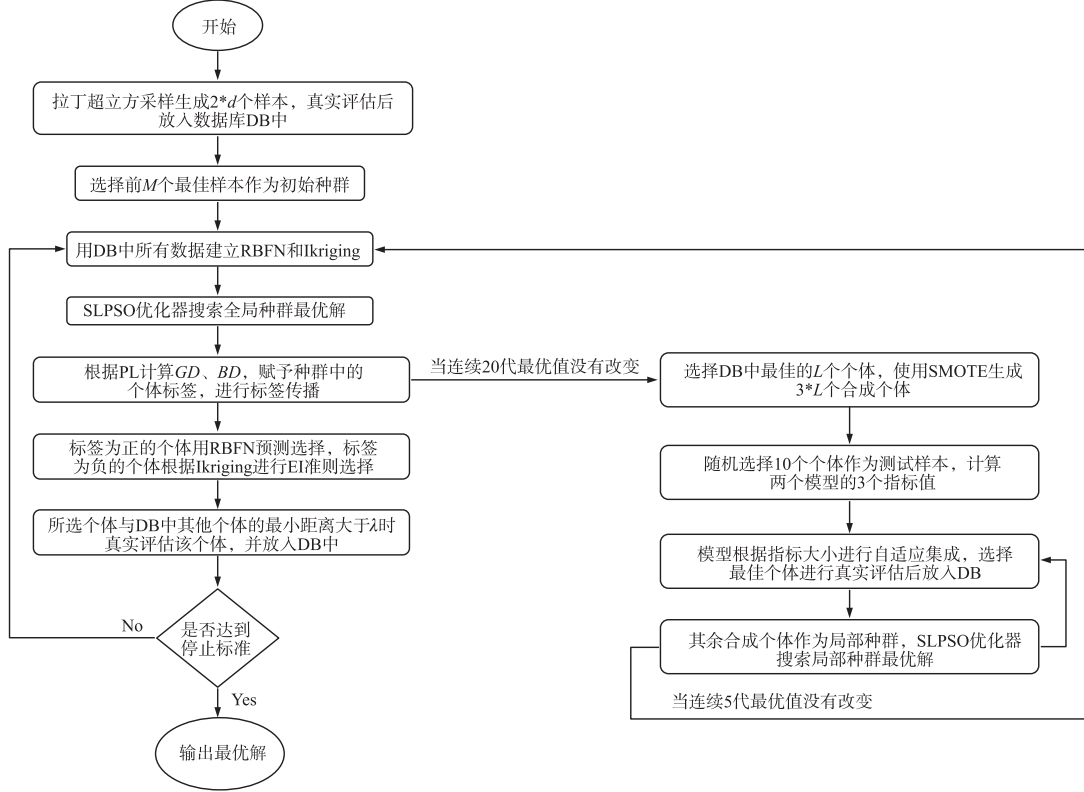 开始
拉丁超立方采样生成2*d个样本，真实评估后
放入数据库DB中
选择前M个最佳样本作为初始种群
用DB中所有数据建立RBFN和Ikriging
SLPSO优化器搜索全局种群最优解
根据PL计算GD、BD，赋予种群中的
个体标签，进行标签传播
标签为正的个体用RBFN预测选择，标签
为负的个体根据Ikriging进行EI准则选择
所选个体与DB中其他个体的最小距离大于λ时
真实评估该个体，并放入DB中
是否达到
停止标准
No
Yes
输出最优解
当连续20代最优值没有改变
选择DB中最佳的L个个体，使用SMOTE生成
3*L个合成个体
随机选择10个个体作为测试样本，计算
两个模型的3个指标值
模型根据指标大小进行自适应集成，选择
最佳个体进行真实评估后放入DB
其余合成个体作为局部种群，SLPSO优化器
搜索局部种群最优解
当连续5代最优值没有改变